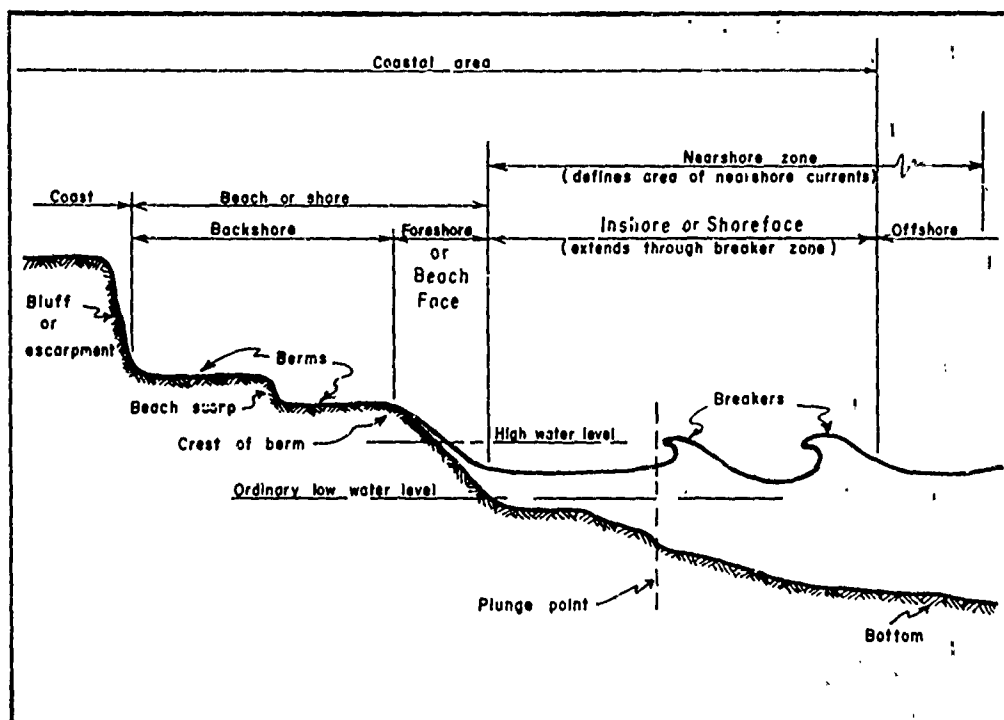 Coastal area
Nearshore zone
(defines area of nearshore currents)
Coast
Beach or shore
Backshore
Foreshore
or
Beach
Face
Inshore or Shoreface
(extends through breaker zone)
Offshore
Bluff
or
escarpment
Berms
Beach scarp
Crest of berm
High water level
Breakers
Ordinary low water level
Plunge point
Bottom